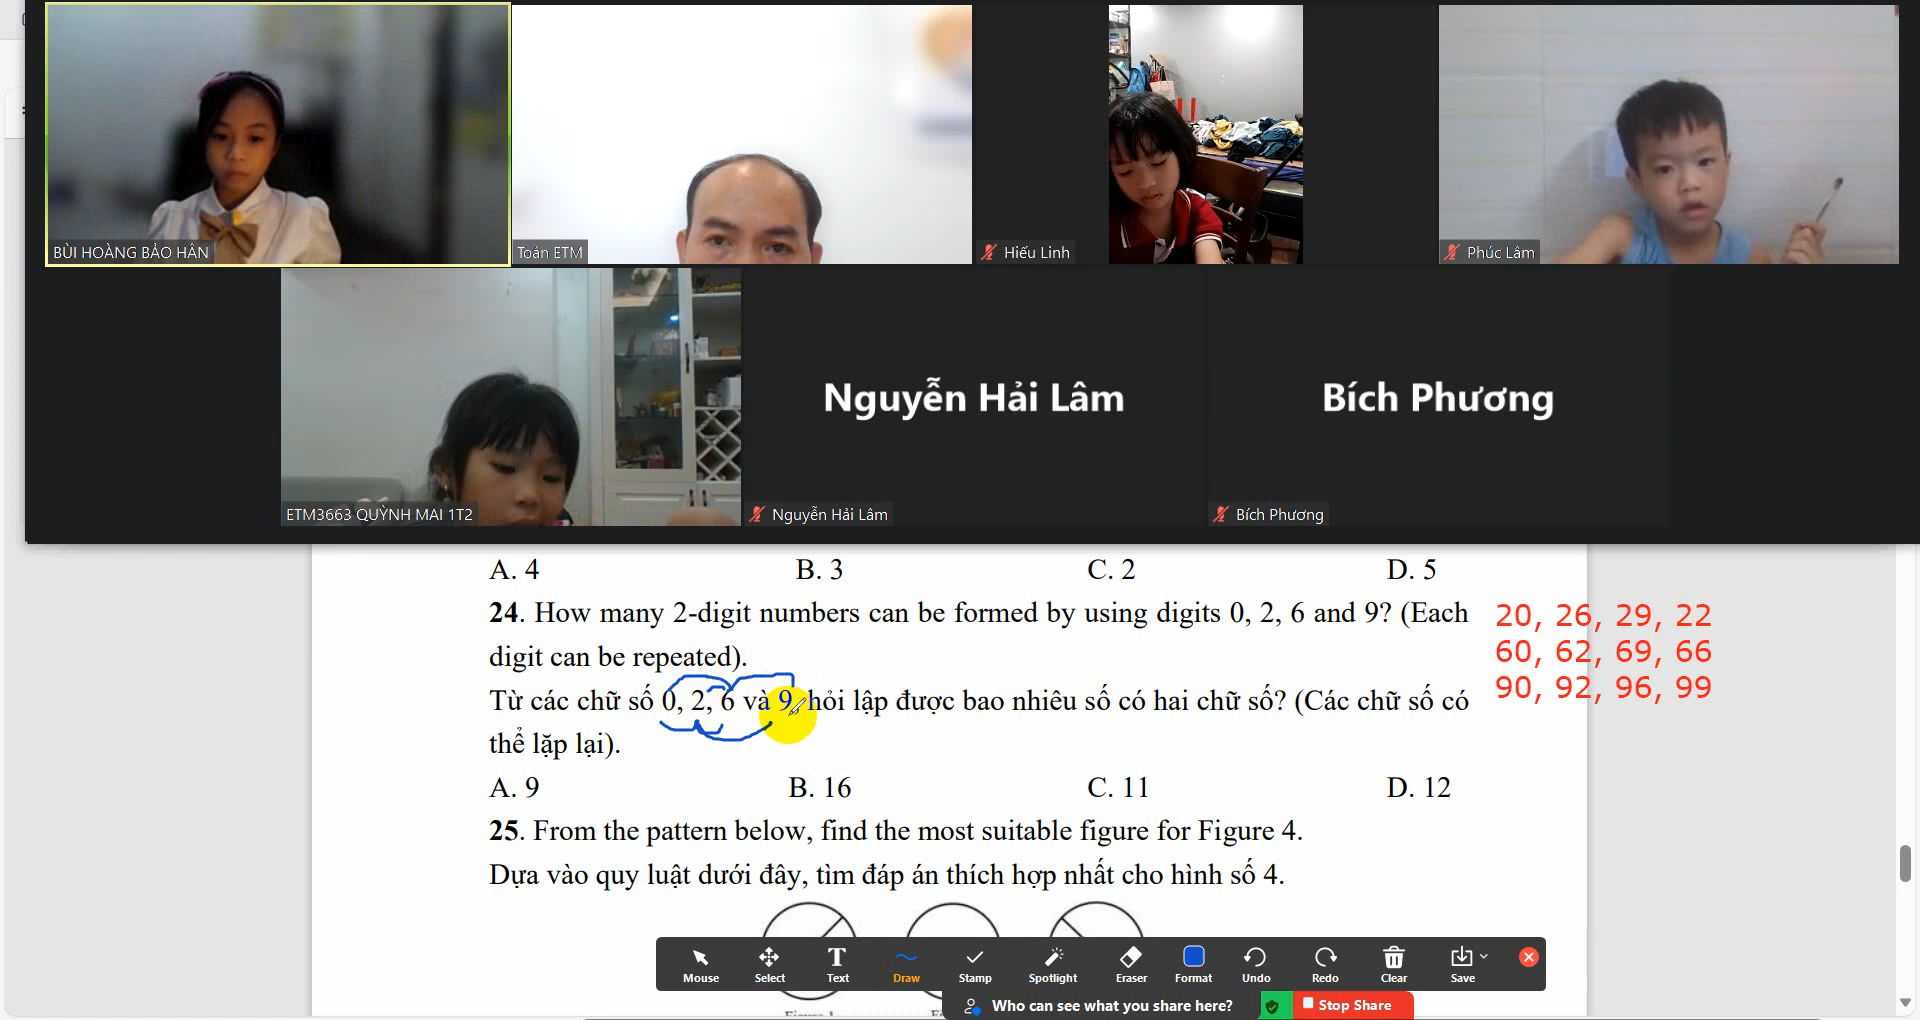 BÙI HOÀNG BẢO HÂN
Toán ETM
Hiếu Linh
Phúc Lâm
ETM3663 QUỲNH MAI 1T2
Nguyễn Hải Lâm
Nguyễn Hải Lâm
Bích Phương
Bích Phương
A. 4 B. 3 C. 2 D. 5
24. How many 2-digit numbers can be formed by using digits 0, 2, 6 and 9? (Each
digit can be repeated).
Từ các chữ số 0, 2, 6 và 9, hỏi lập được bao nhiêu số có hai chữ số? (Các chữ số có
thể lặp lại).
20, 26, 29, 22
60, 62, 69, 66
90, 92, 96, 99
A. 9 B. 16 C. 11 D. 12
25. From the pattern below, find the most suitable figure for Figure 4.
Dựa vào quy luật dưới đây, tìm đáp án thích hợp nhất cho hình số 4.
Mouse Select Text Draw Stamp Spotlight Eraser Format Undo Redo Clear Save
Who can see what you share here? Stop Share